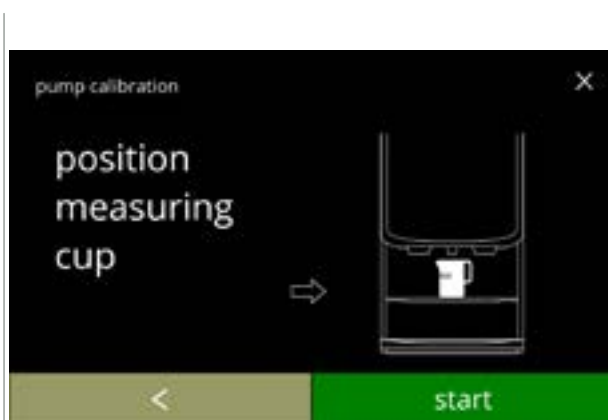 pump calibration
X
position
measuring
cup
<
start